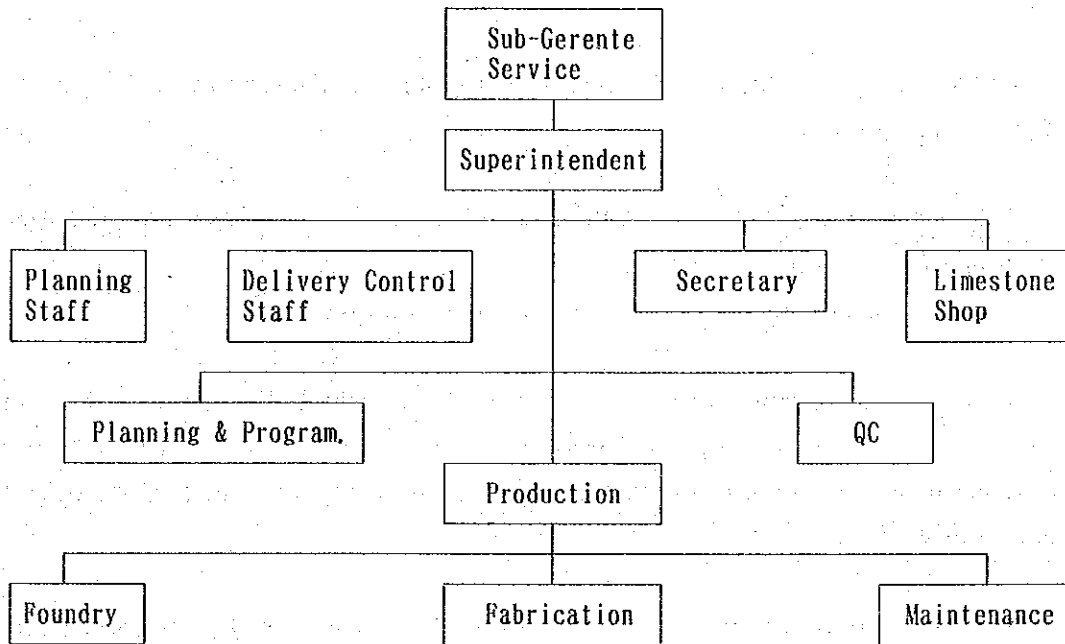 Sub-Gerente
Service
Superintendent
Planning
Staff
Delivery Control
Staff
Secretary
Limestone
Shop
Planning & Program.
QC
Production
Foundry
Fabrication
Maintenance